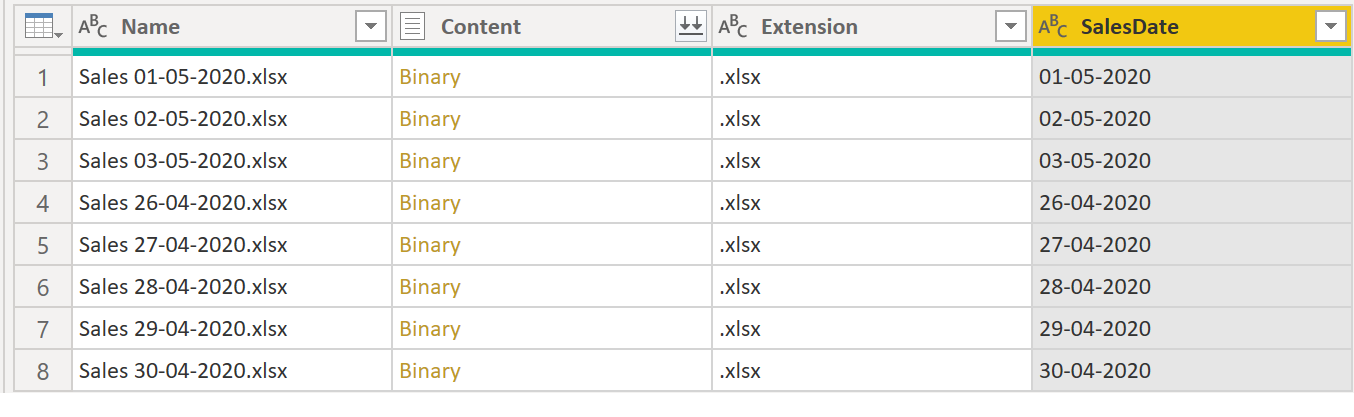 ABC Name Content ABC Extension ABC SalesDate
1 Sales 01-05-2020.xlsx Binary .xlsx 01-05-2020
2 Sales 02-05-2020.xlsx Binary .xlsx 02-05-2020
3 Sales 03-05-2020.xlsx Binary .xlsx 03-05-2020
4 Sales 26-04-2020.xlsx Binary .xlsx 26-04-2020
5 Sales 27-04-2020.xlsx Binary .xlsx 27-04-2020
6 Sales 28-04-2020.xlsx Binary .xlsx 28-04-2020
7 Sales 29-04-2020.xlsx Binary .xlsx 29-04-2020
8 Sales 30-04-2020.xlsx Binary .xlsx 30-04-2020